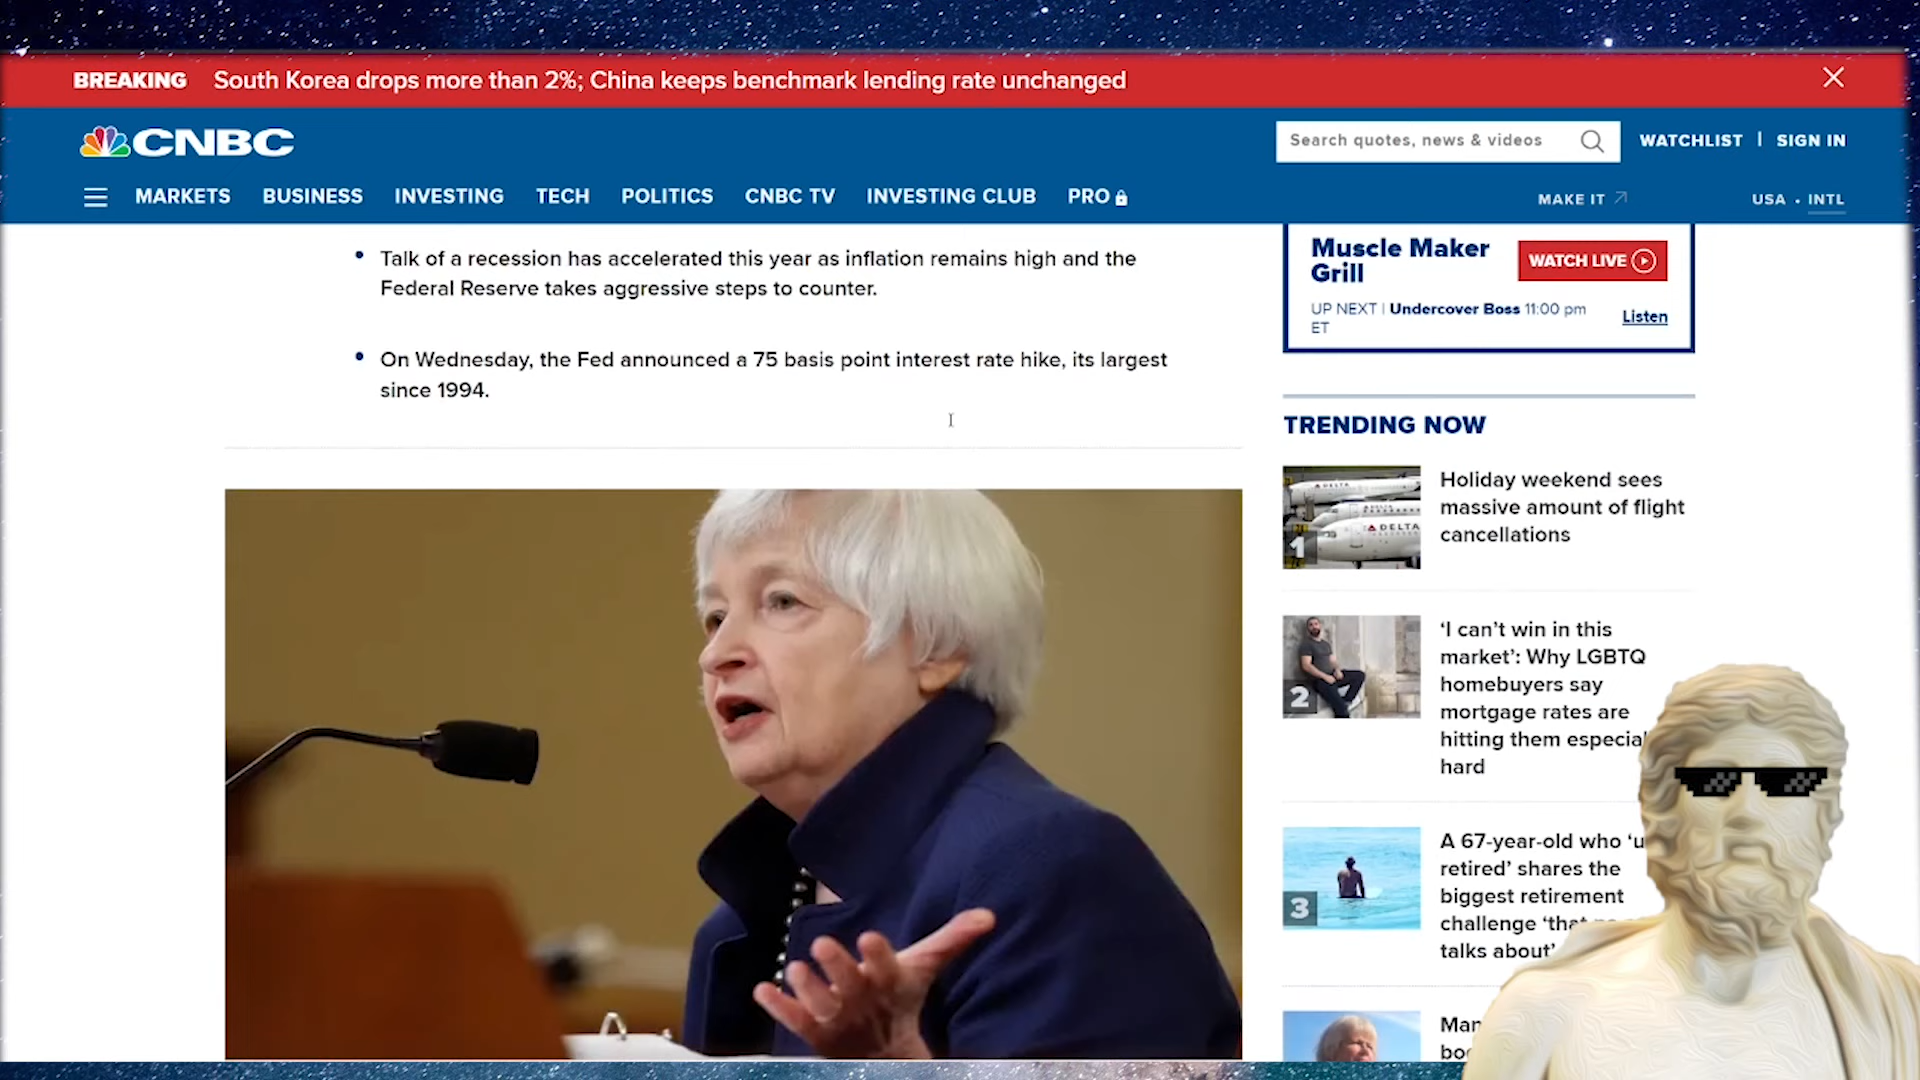 BREAKING South Korea drops more than 2%; China keeps benchmark lending rate unchanged
CNBC
Search quotes, news & videos
WATCHLIST | SIGN IN
MARKETS BUSINESS INVESTING TECH POLITICS CNBC TV INVESTING CLUB PRO
MAKE IT
USA • INTL
• Talk of a recession has accelerated this year as inflation remains high and the
Federal Reserve takes aggressive steps to counter.
• On Wednesday, the Fed announced a 75 basis point interest rate hike, its largest
since 1994.
Muscle Maker
Grill
WATCH LIVE
UP NEXT | Undercover Boss 11:00 pm
ET
Listen
TRENDING NOW
DELTA
DELTA
1
Holiday weekend sees
massive amount of flight
cancellations
2
‘I can’t win in this
market’: Why LGBTQ
homebuyers say
mortgage rates are
hitting them
hard
3
A 67-year-old who
retired’ shares the
biggest retirement
challenge
talks about’